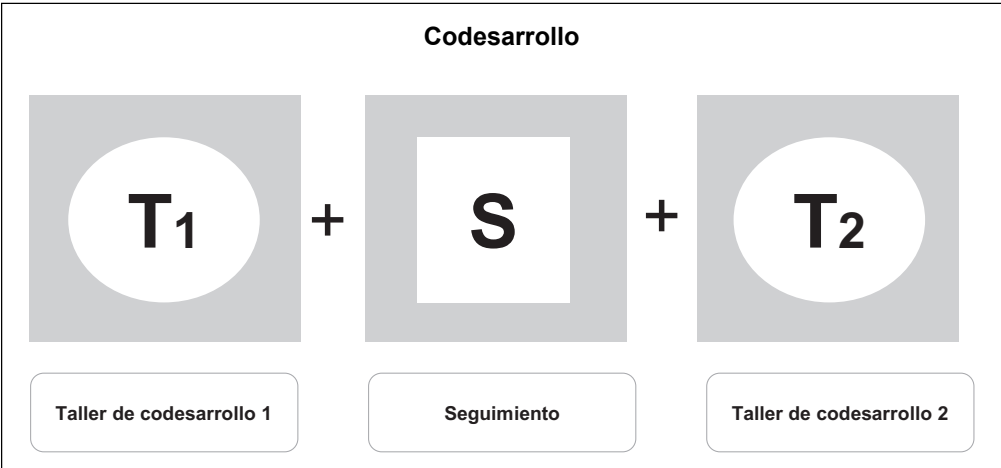 Codesarrollo
T1 + S + T2
Taller de codesarrollo 1
Seguimiento
Taller de codesarrollo 2